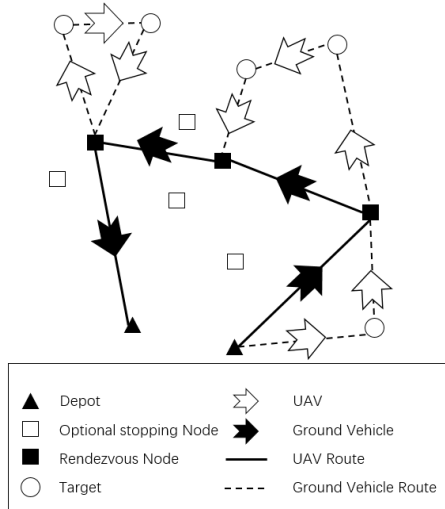 Depot
UAV
Optional stopping Node
Ground Vehicle
Rendezvous Node
UAV Route
Target
Ground Vehicle Route